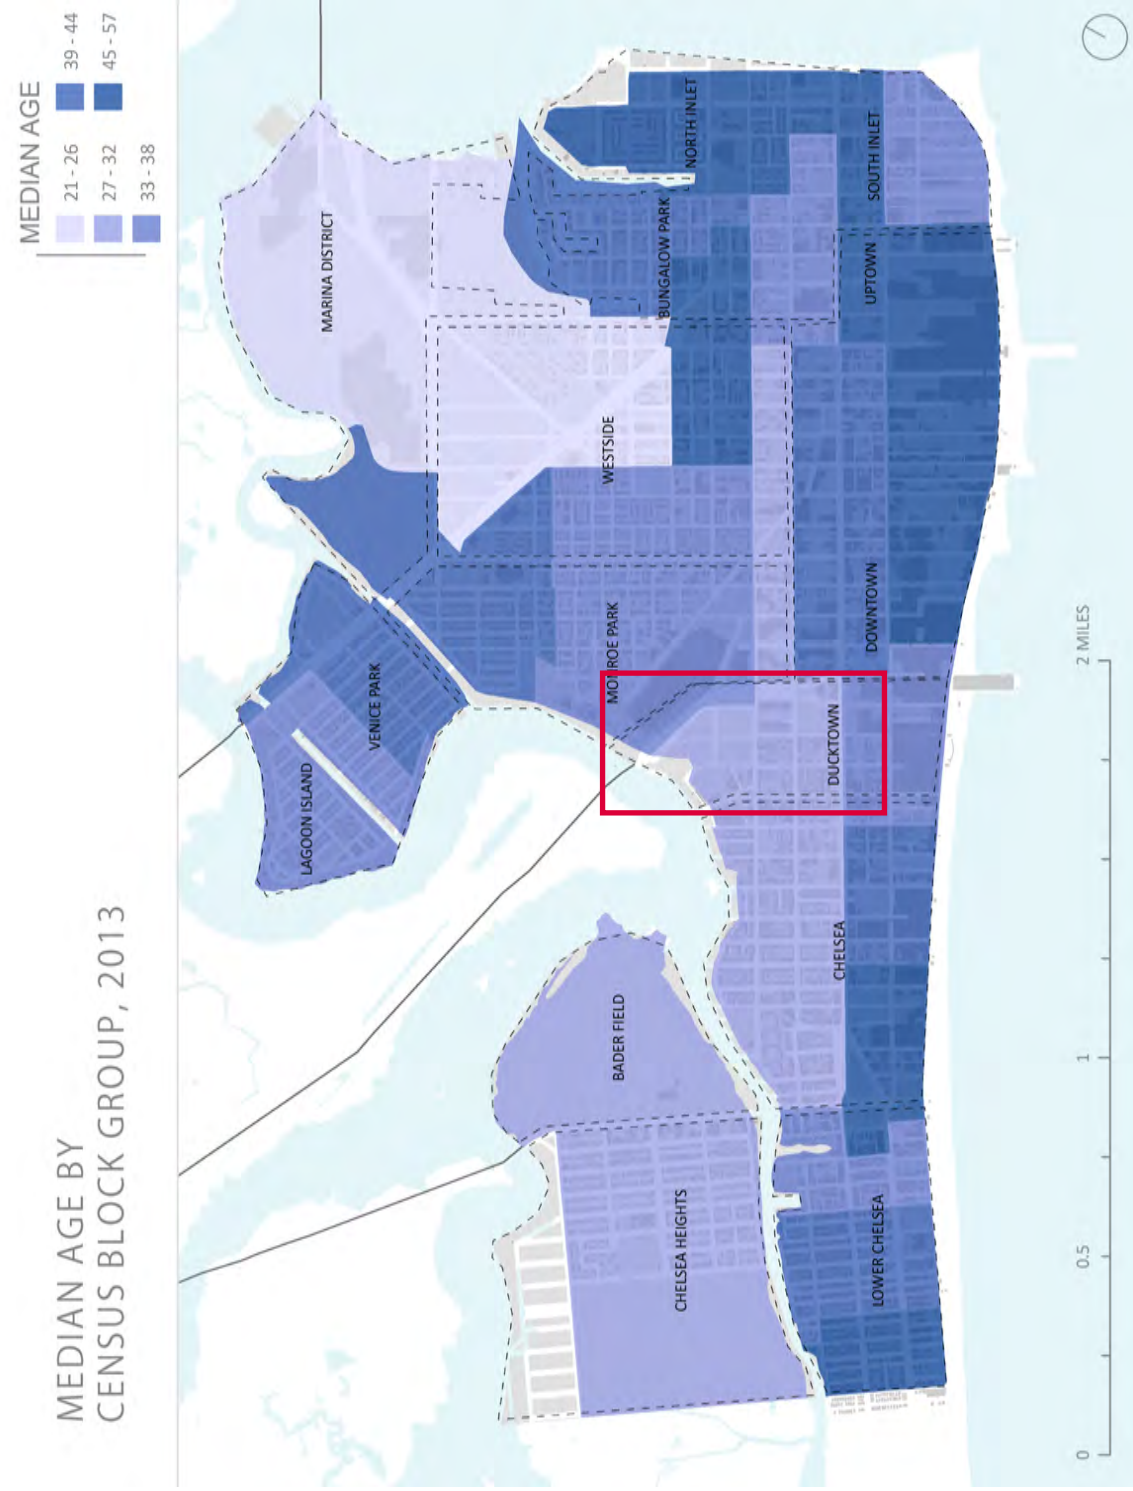 MEDIAN AGE BY
CENSUS BLOCK GROUP, 2013
MEDIAN AGE
21 - 26
27 - 32
33 - 38
39 - 44
45 - 57
MARINA DISTRICT
NORTH INLET
SOUTH INLET
BUNGALOW PARK
UPTOWN
WESTSIDE
VENICE PARK
LAGOON ISLAND
MONROE PARK
DOWNTOWN
DUCKTOWN
BADER FIELD
CHELSEA
CHELSEA HEIGHTS
LOWER CHELSEA
0
0.5
1
2 MILES